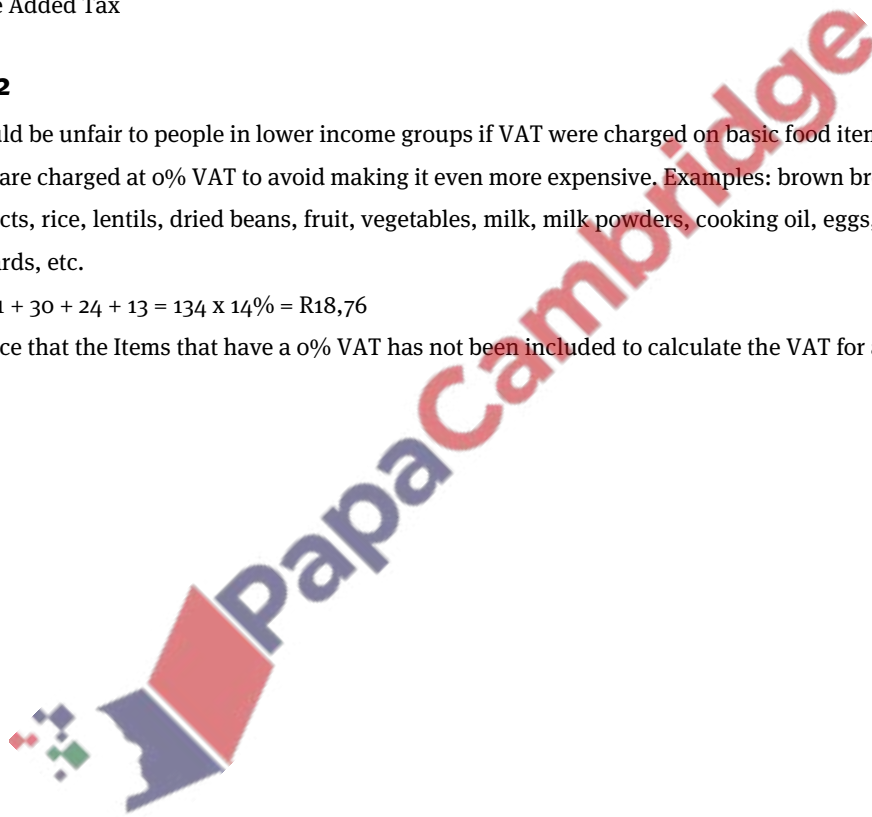 e Added Tax
2
ld be unfair to people in lower income groups if VAT were charged on basic food iten
are charged at 0% VAT to avoid making it even more expensive. Examples: brown br
cts, rice, lentils, dried beans, fruit, vegetables, milk, milk powders, cooking oil, eggs,
rds, etc.
1 + 30 + 24 + 13 = 134 x 14% = R18,76
ce that the Items that have a 0% VAT has not been included to calculate the VAT for
PapaCambridge